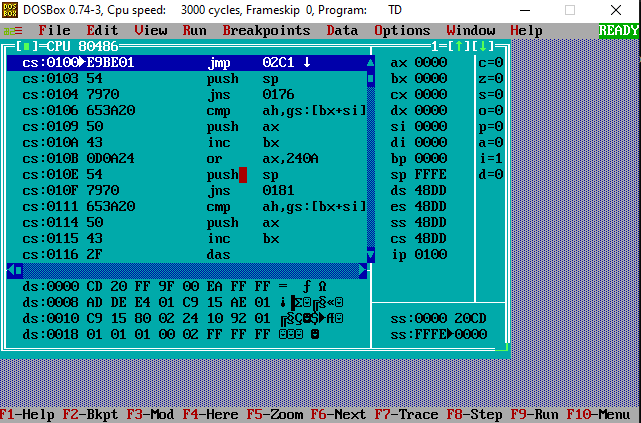 DOSBox 0.74-3, Cpu speed: 3000 cycles, Frameskip 0, Program: TD
≡ File Edit View Run Breakpoints Data Options Window Help READY
[■]=CPU 80486 1=[↑][↓]
cs:0100►E9BE01 jmp 02C1 ↓ ax 0000 c=0
cs:0103 54 push sp bx 0000 z=0
cs:0104 7970 jns 0176 cx 0000 s=0
cs:0106 653A20 cmp ah,gs:[bx+si] dx 0000 o=0
cs:0109 50 push ax si 0000 p=0
cs:010A 43 inc bx di 0000 a=0
cs:010B 0D0A24 or ax,240A bp 0000 i=1
cs:010E 54 push sp sp FFFE d=0
cs:010F 7970 jns 0181 ds 48DD
cs:0111 653A20 cmp ah,gs:[bx+si] es 48DD
cs:0114 50 push ax ss 48DD
cs:0115 43 inc bx cs 48DD
cs:0116 2F das ip 0100
ds:0000 CD 20 FF 9F 00 EA FF FF = ƒ Ω
ds:0008 AD DE E4 01 C9 15 AE 01
ds:0010 C9 15 80 02 24 10 92 01 ss:0000 20CD
ds:0018 01 01 01 00 02 FF FF FF ss:FFFE►0000
F1-Help F2-Bkpt F3-Mod F4-Here F5-Zoom F6-Next F7-Trace F8-Step F9-Run F10-Menu